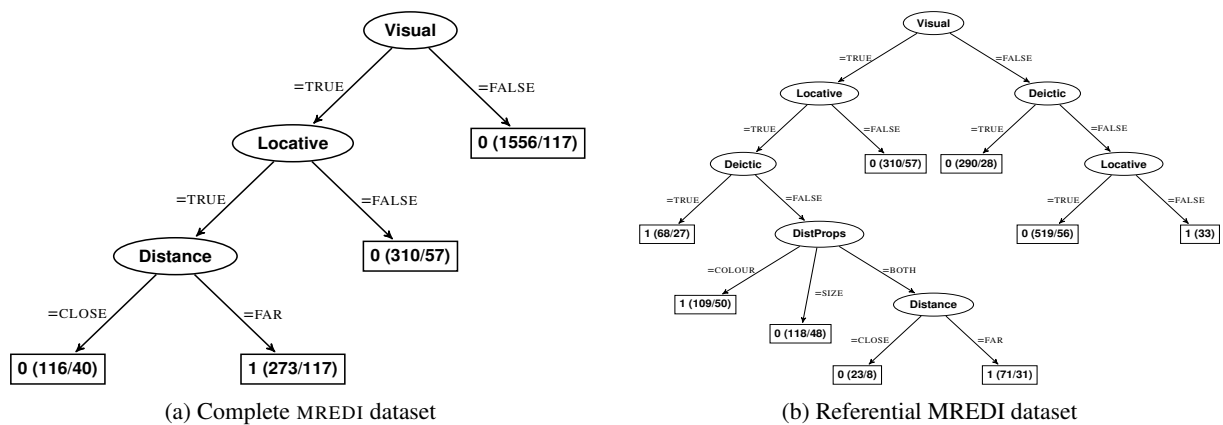 Visual
=TRUE
=FALSE
Locative
0 (1556/117)
=TRUE
=FALSE
Distance
0 (310/57)
=CLOSE
=FAR
0 (116/40)
1 (273/117)
(a) Complete MREDI dataset
Visual
=TRUE
=FALSE
Locative
Deictic
=TRUE
=FALSE
=TRUE
=FALSE
Deictic
0 (310/57)
0 (290/28)
Locative
=TRUE
=FALSE
=TRUE
=FALSE
1 (68/27)
DistProps
0 (519/56)
1 (33)
=COLOUR
=SIZE
=BOTH
1 (109/50)
0 (118/48)
Distance
=CLOSE
=FAR
0 (23/8)
1 (71/31)
(b) Referential MREDI dataset